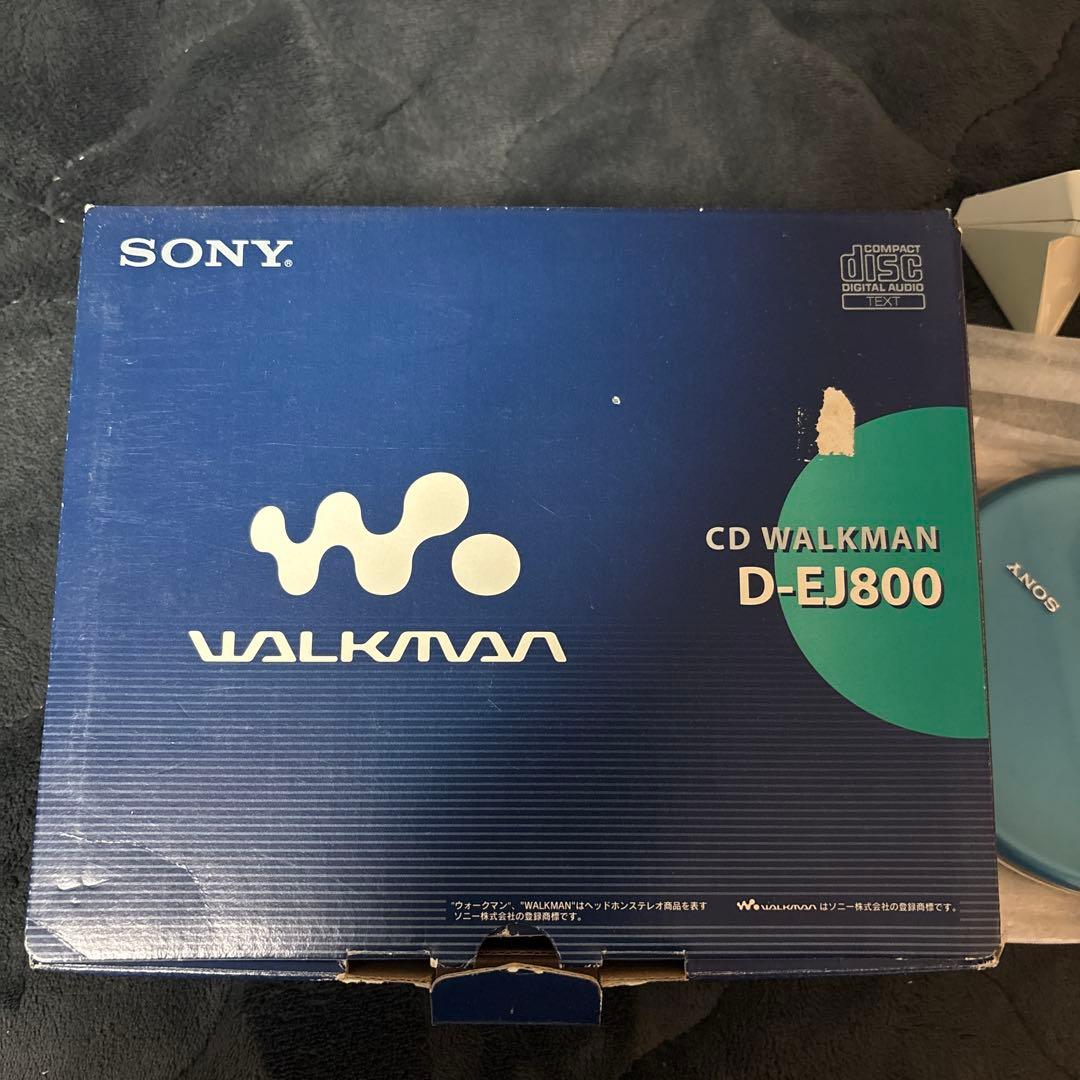 SONY®
COMPACT
disc
DIGITAL AUDIO
TEXT
CD WALKMAN
D-EJ800
WALKMAN
SONY
"ウォークマン"、"WALKMAN"はヘッドホンステレオ商品を表す
ソニー株式会社の登録商標です。
W. WALKMAN はソニー株式会社の登録商標です。